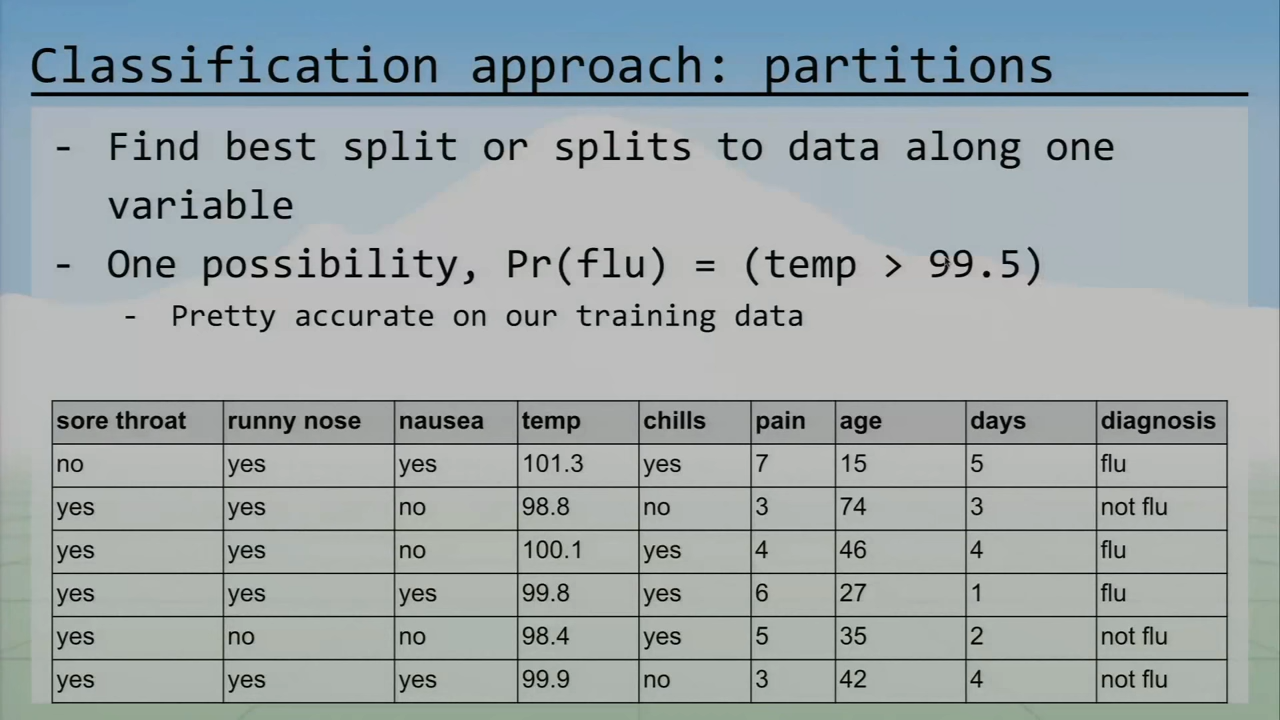 Classification approach: partitions
- Find best split or splits to data along one
variable
- One possibility, Pr(flu) = (temp > 99.5)
- Pretty accurate on our training data
sore throat runny nose nausea temp chills pain age days diagnosis
no yes yes 101.3 yes 7 15 5 flu
yes yes no 98.8 no 3 74 3 not flu
yes yes no 100.1 yes 4 46 4 flu
yes yes yes 99.8 yes 6 27 1 flu
yes no no 98.4 yes 5 35 2 not flu
yes yes yes 99.9 no 3 42 4 not flu